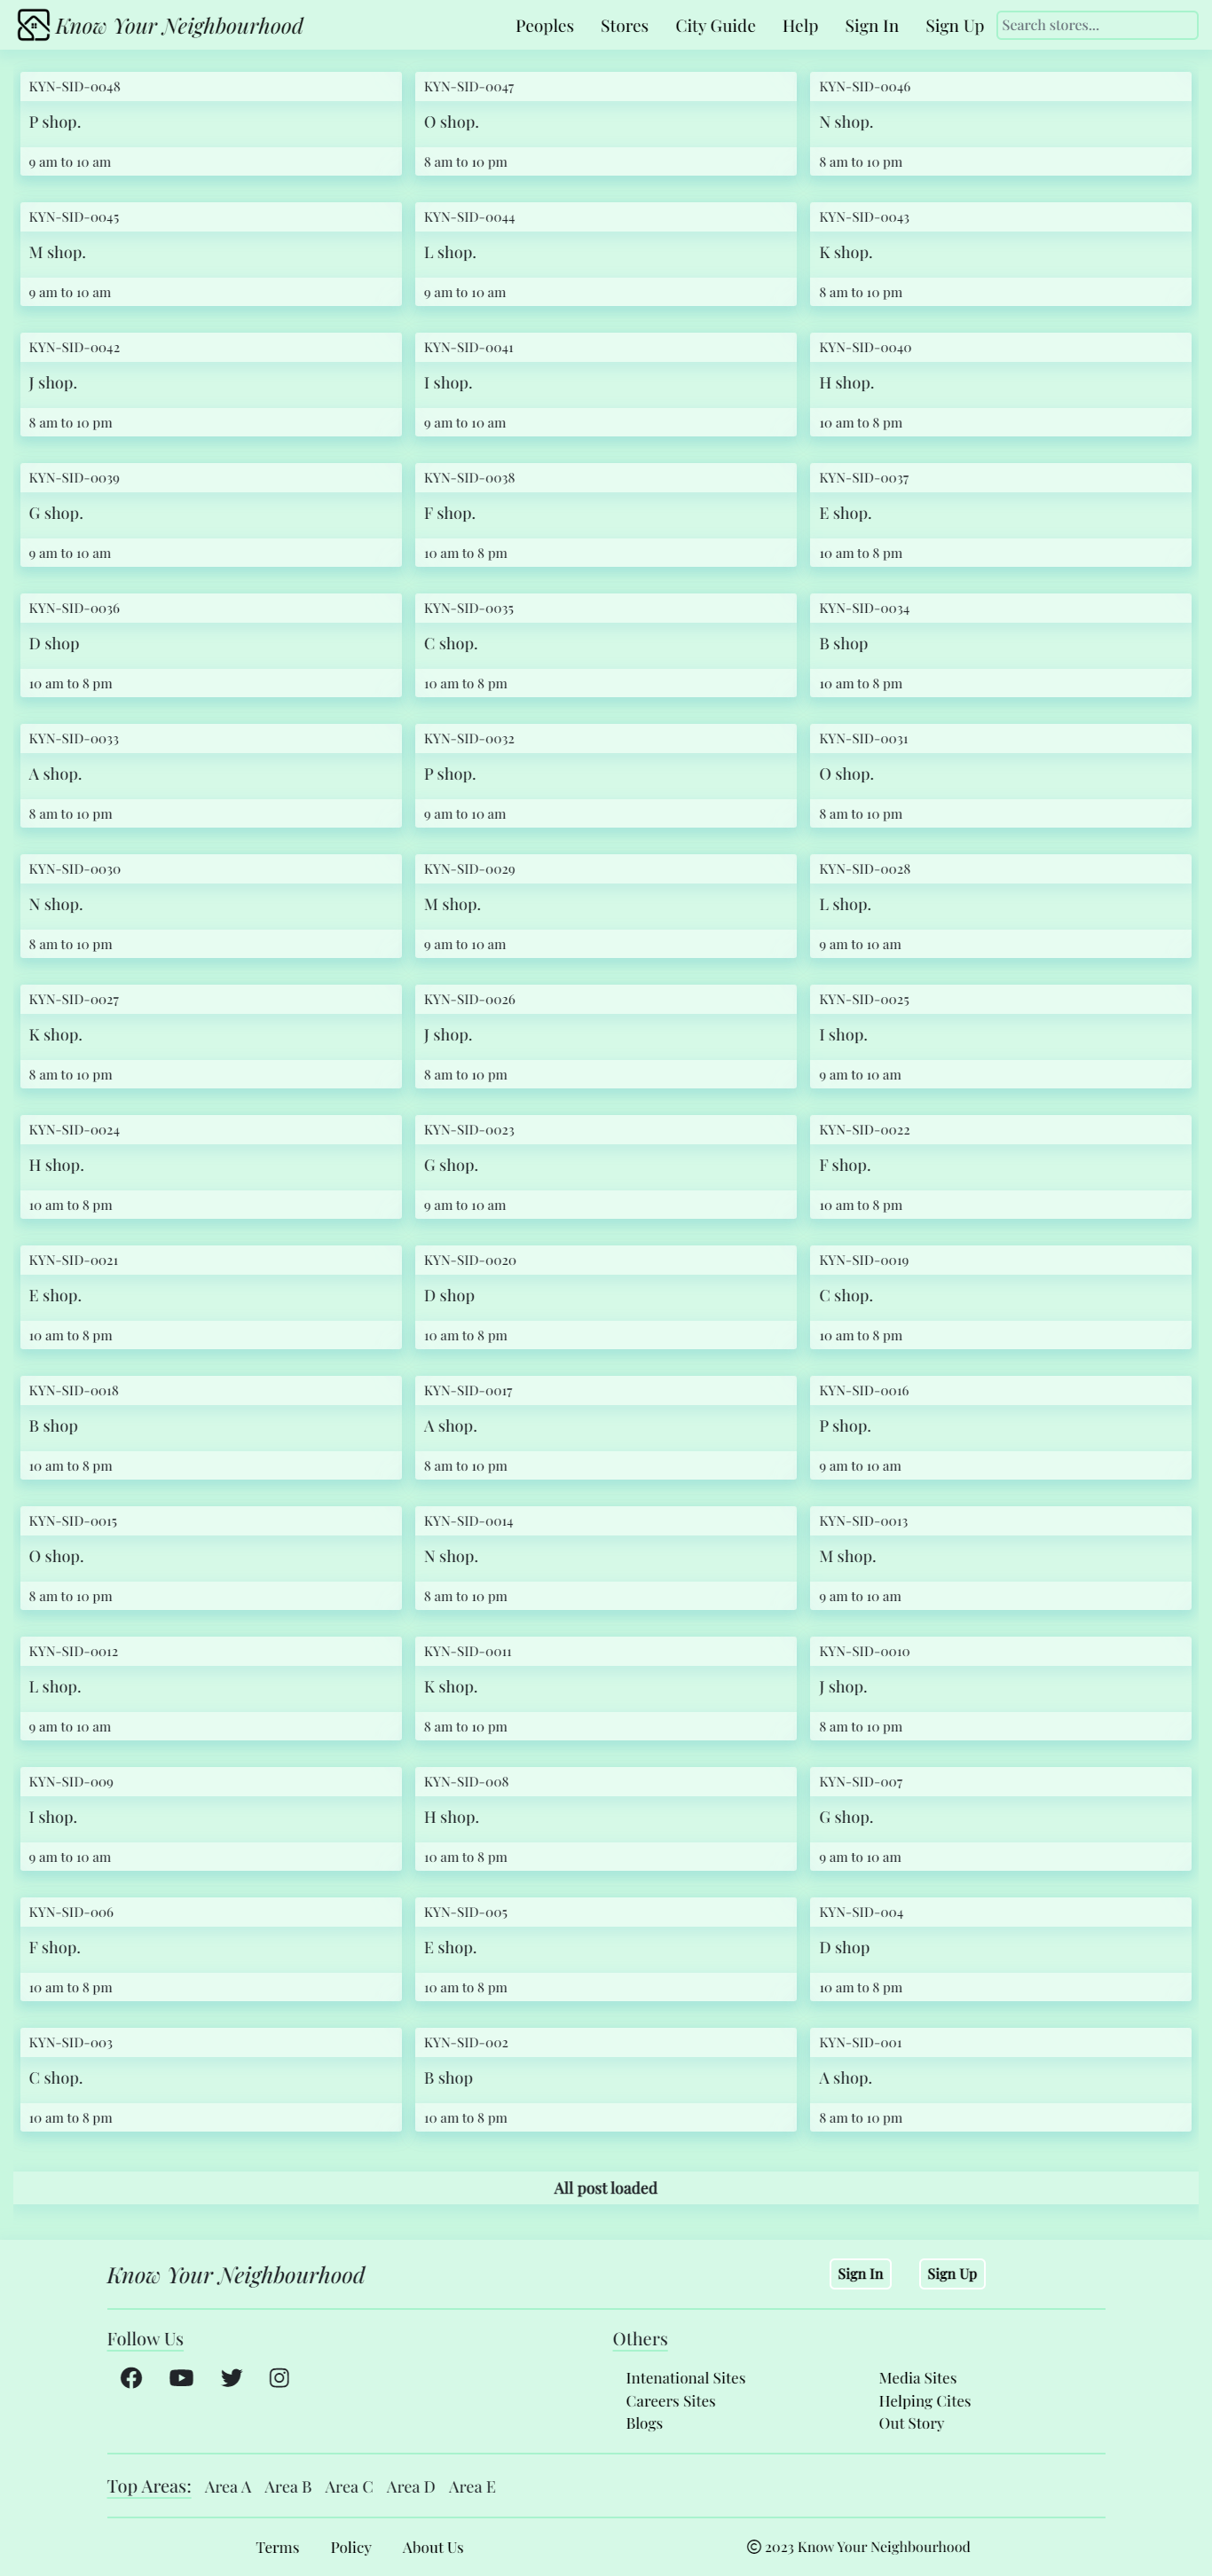 Know Your Neighbourhood
Peoples Stores City Guide Help Sign In Sign Up Search stores...
KYN-SID-0048
P shop.
9 am to 10 am
KYN-SID-0047
O shop.
8 am to 10 pm
KYN-SID-0046
N shop.
8 am to 10 pm
KYN-SID-0045
M shop.
9 am to 10 am
KYN-SID-0044
L shop.
9 am to 10 am
KYN-SID-0043
K shop.
8 am to 10 pm
KYN-SID-0042
J shop.
8 am to 10 pm
KYN-SID-0041
I shop.
9 am to 10 am
KYN-SID-0040
H shop.
10 am to 8 pm
KYN-SID-0039
G shop.
9 am to 10 am
KYN-SID-0038
F shop.
10 am to 8 pm
KYN-SID-0037
E shop.
10 am to 8 pm
KYN-SID-0036
D shop
10 am to 8 pm
KYN-SID-0035
C shop.
10 am to 8 pm
KYN-SID-0034
B shop
10 am to 8 pm
KYN-SID-0033
A shop.
8 am to 10 pm
KYN-SID-0032
P shop.
9 am to 10 am
KYN-SID-0031
O shop.
8 am to 10 pm
KYN-SID-0030
N shop.
8 am to 10 pm
KYN-SID-0029
M shop.
9 am to 10 am
KYN-SID-0028
L shop.
9 am to 10 am
KYN-SID-0027
K shop.
8 am to 10 pm
KYN-SID-0026
J shop.
8 am to 10 pm
KYN-SID-0025
I shop.
9 am to 10 am
KYN-SID-0024
H shop.
10 am to 8 pm
KYN-SID-0023
G shop.
9 am to 10 am
KYN-SID-0022
F shop.
10 am to 8 pm
KYN-SID-0021
E shop.
10 am to 8 pm
KYN-SID-0020
D shop
10 am to 8 pm
KYN-SID-0019
C shop.
10 am to 8 pm
KYN-SID-0018
B shop
10 am to 8 pm
KYN-SID-0017
A shop.
8 am to 10 pm
KYN-SID-0016
P shop.
9 am to 10 am
KYN-SID-0015
O shop.
8 am to 10 pm
KYN-SID-0014
N shop.
8 am to 10 pm
KYN-SID-0013
M shop.
9 am to 10 am
KYN-SID-0012
L shop.
9 am to 10 am
KYN-SID-0011
K shop.
8 am to 10 pm
KYN-SID-0010
J shop.
8 am to 10 pm
KYN-SID-009
I shop.
9 am to 10 am
KYN-SID-008
H shop.
10 am to 8 pm
KYN-SID-007
G shop.
9 am to 10 am
KYN-SID-006
F shop.
10 am to 8 pm
KYN-SID-005
E shop.
10 am to 8 pm
KYN-SID-004
D shop
10 am to 8 pm
KYN-SID-003
C shop.
10 am to 8 pm
KYN-SID-002
B shop
10 am to 8 pm
KYN-SID-001
A shop.
8 am to 10 pm
All post loaded
Know Your Neighbourhood
Sign In Sign Up
Follow Us
Others
Intenational Sites
Careers Sites
Blogs
Media Sites
Helping Cites
Out Story
Top Areas: Area A Area B Area C Area D Area E
Terms Policy About Us
© 2023 Know Your Neighbourhood